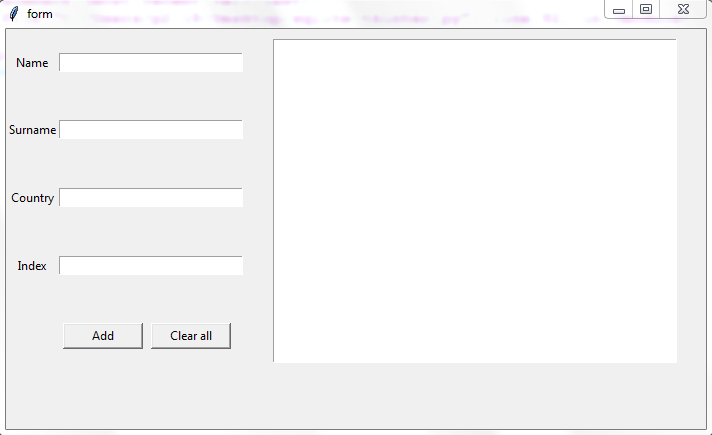 form
Name
Surname
Country
Index
Add
Clear all